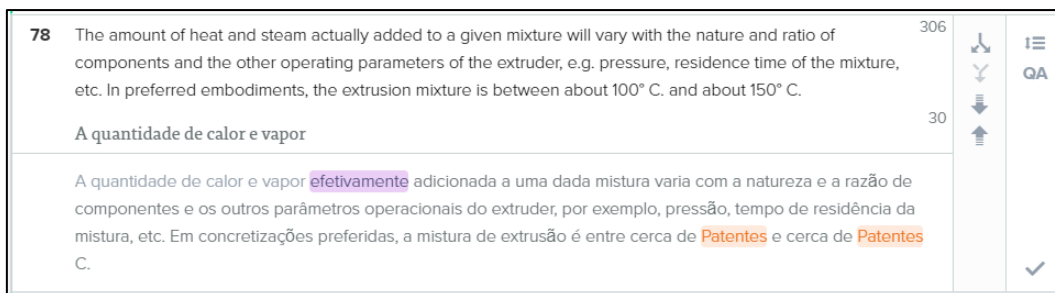 78 The amount of heat and steam actually added to a given mixture will vary with the nature and ratio of 306
components and the other operating parameters of the extruder, e.g. pressure, residence time of the mixture,
etc. In preferred embodiments, the extrusion mixture is between about 100° C. and about 150° C.
QA
30
A quantidade de calor e vapor
A quantidade de calor e vapor efetivamente adicionada a uma dada mistura varia com a natureza e a razão de
componentes e os outros parâmetros operacionais do extruder, por exemplo, pressão, tempo de residência da
mistura, etc. Em concretizações preferidas, a mistura de extrusão é entre cerca de Patentes e cerca de Patentes
C.